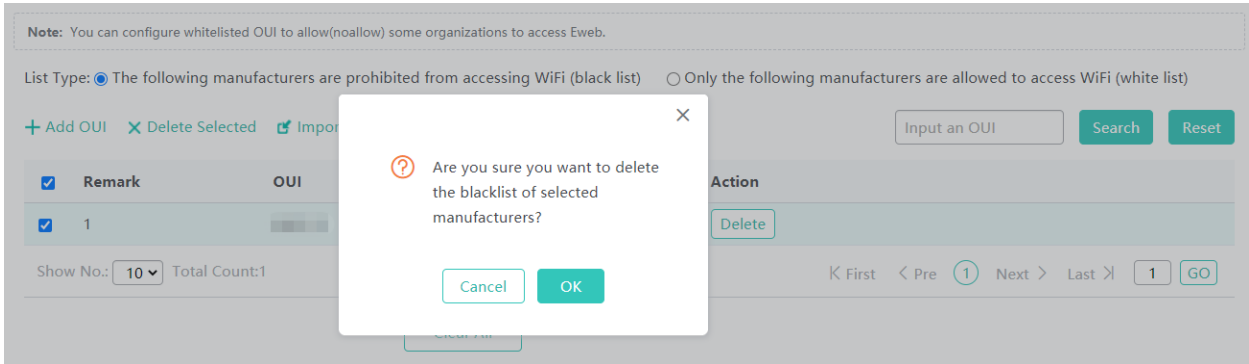 Note: You can configure whitelisted OUI to allow(noallow) some organizations to access Eweb.
List Type: The following manufacturers are prohibited from accessing WiFi (black list) Only the following manufacturers are allowed to access WiFi (white list)
Add OUI Delete Selected Impor Input an OUI Search Reset
Are you sure you want to delete
the blacklist of selected
manufacturers?
Cancel OK
Remark OUI Action
1 Delete
Show No.: 10 Total Count:1 First Pre 1 Next Last 1 GO
Clear All